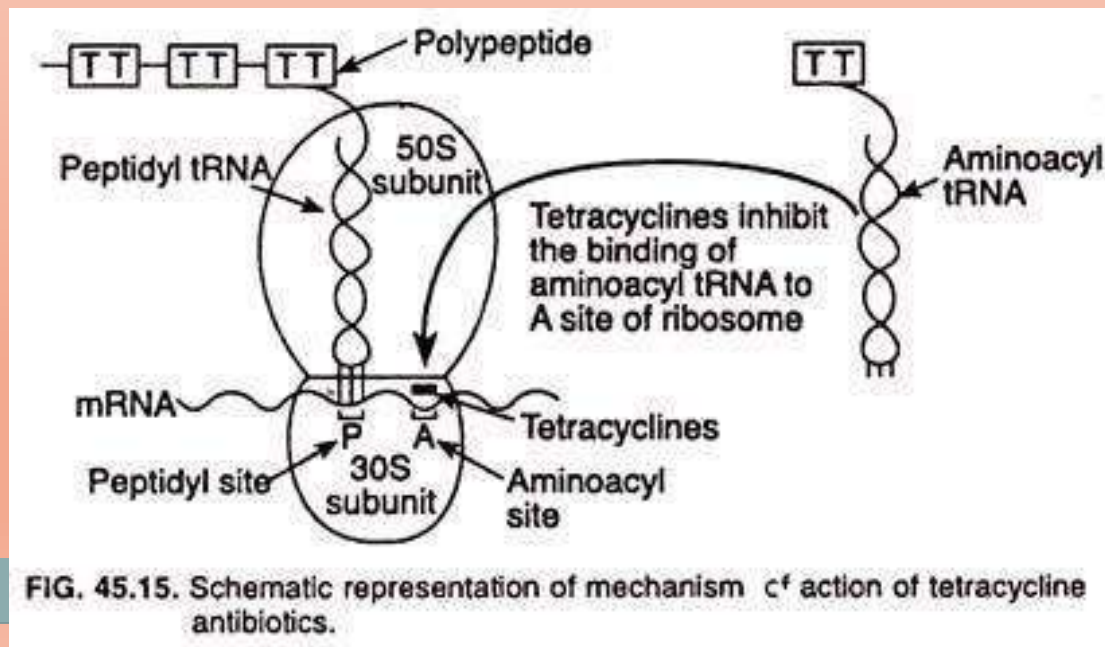 TT TT TT
Polypeptide
TT
Peptidyl tRNA
50S
subunit
Aminoacyl
tRNA
Tetracyclines inhibit
the binding of
aminoacyl tRNA to
A site of ribosome
mRNA
Tetracyclines
P
A
Peptidyl site
30S
subunit
Aminoacyl
site
FIG. 45.15. Schematic representation of mechanism of action of tetracycline
antibiotics.